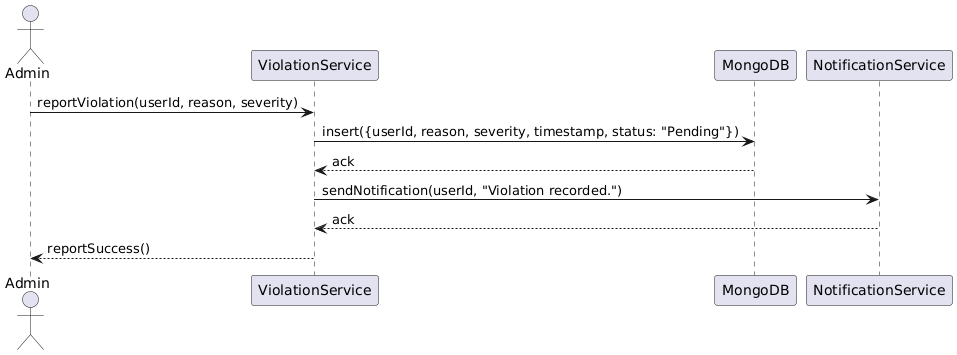 Admin
ViolationService
MongoDB
NotificationService
reportViolation(userId, reason, severity)
insert({userId, reason, severity, timestamp, status: "Pending"})
ack
sendNotification(userId, "Violation recorded.")
ack
reportSuccess()
Admin
ViolationService
MongoDB
NotificationService